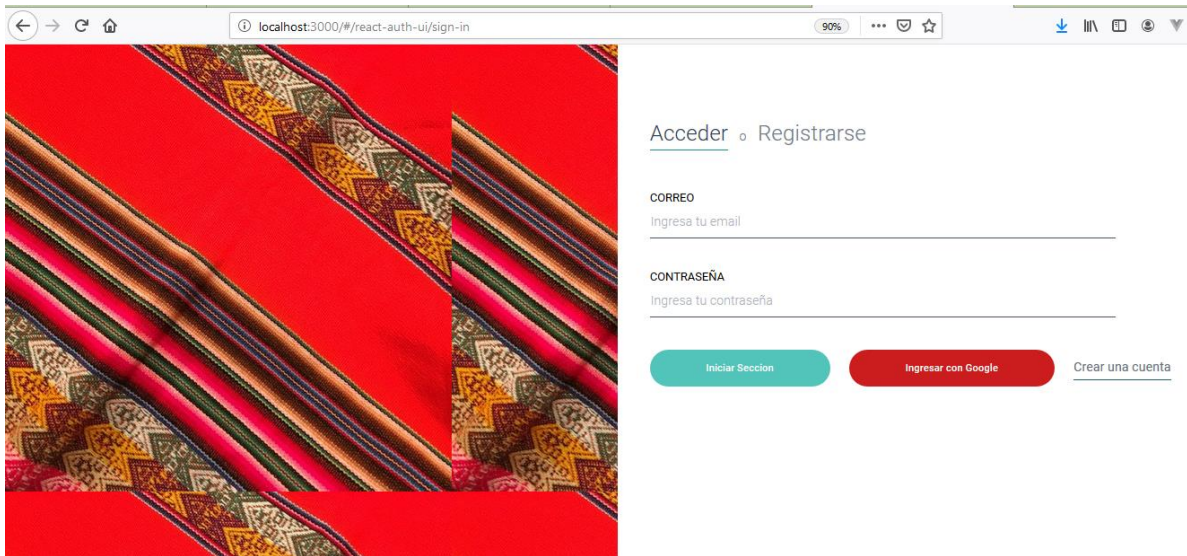 localhost:3000/#/react-auth-ui/sign-in
90%
Acceder o Registrarse
CORREO
Ingresa tu email
CONTRASEÑA
Ingresa tu contraseña
Iniciar Seccion
Ingresar con Google
Crear una cuenta